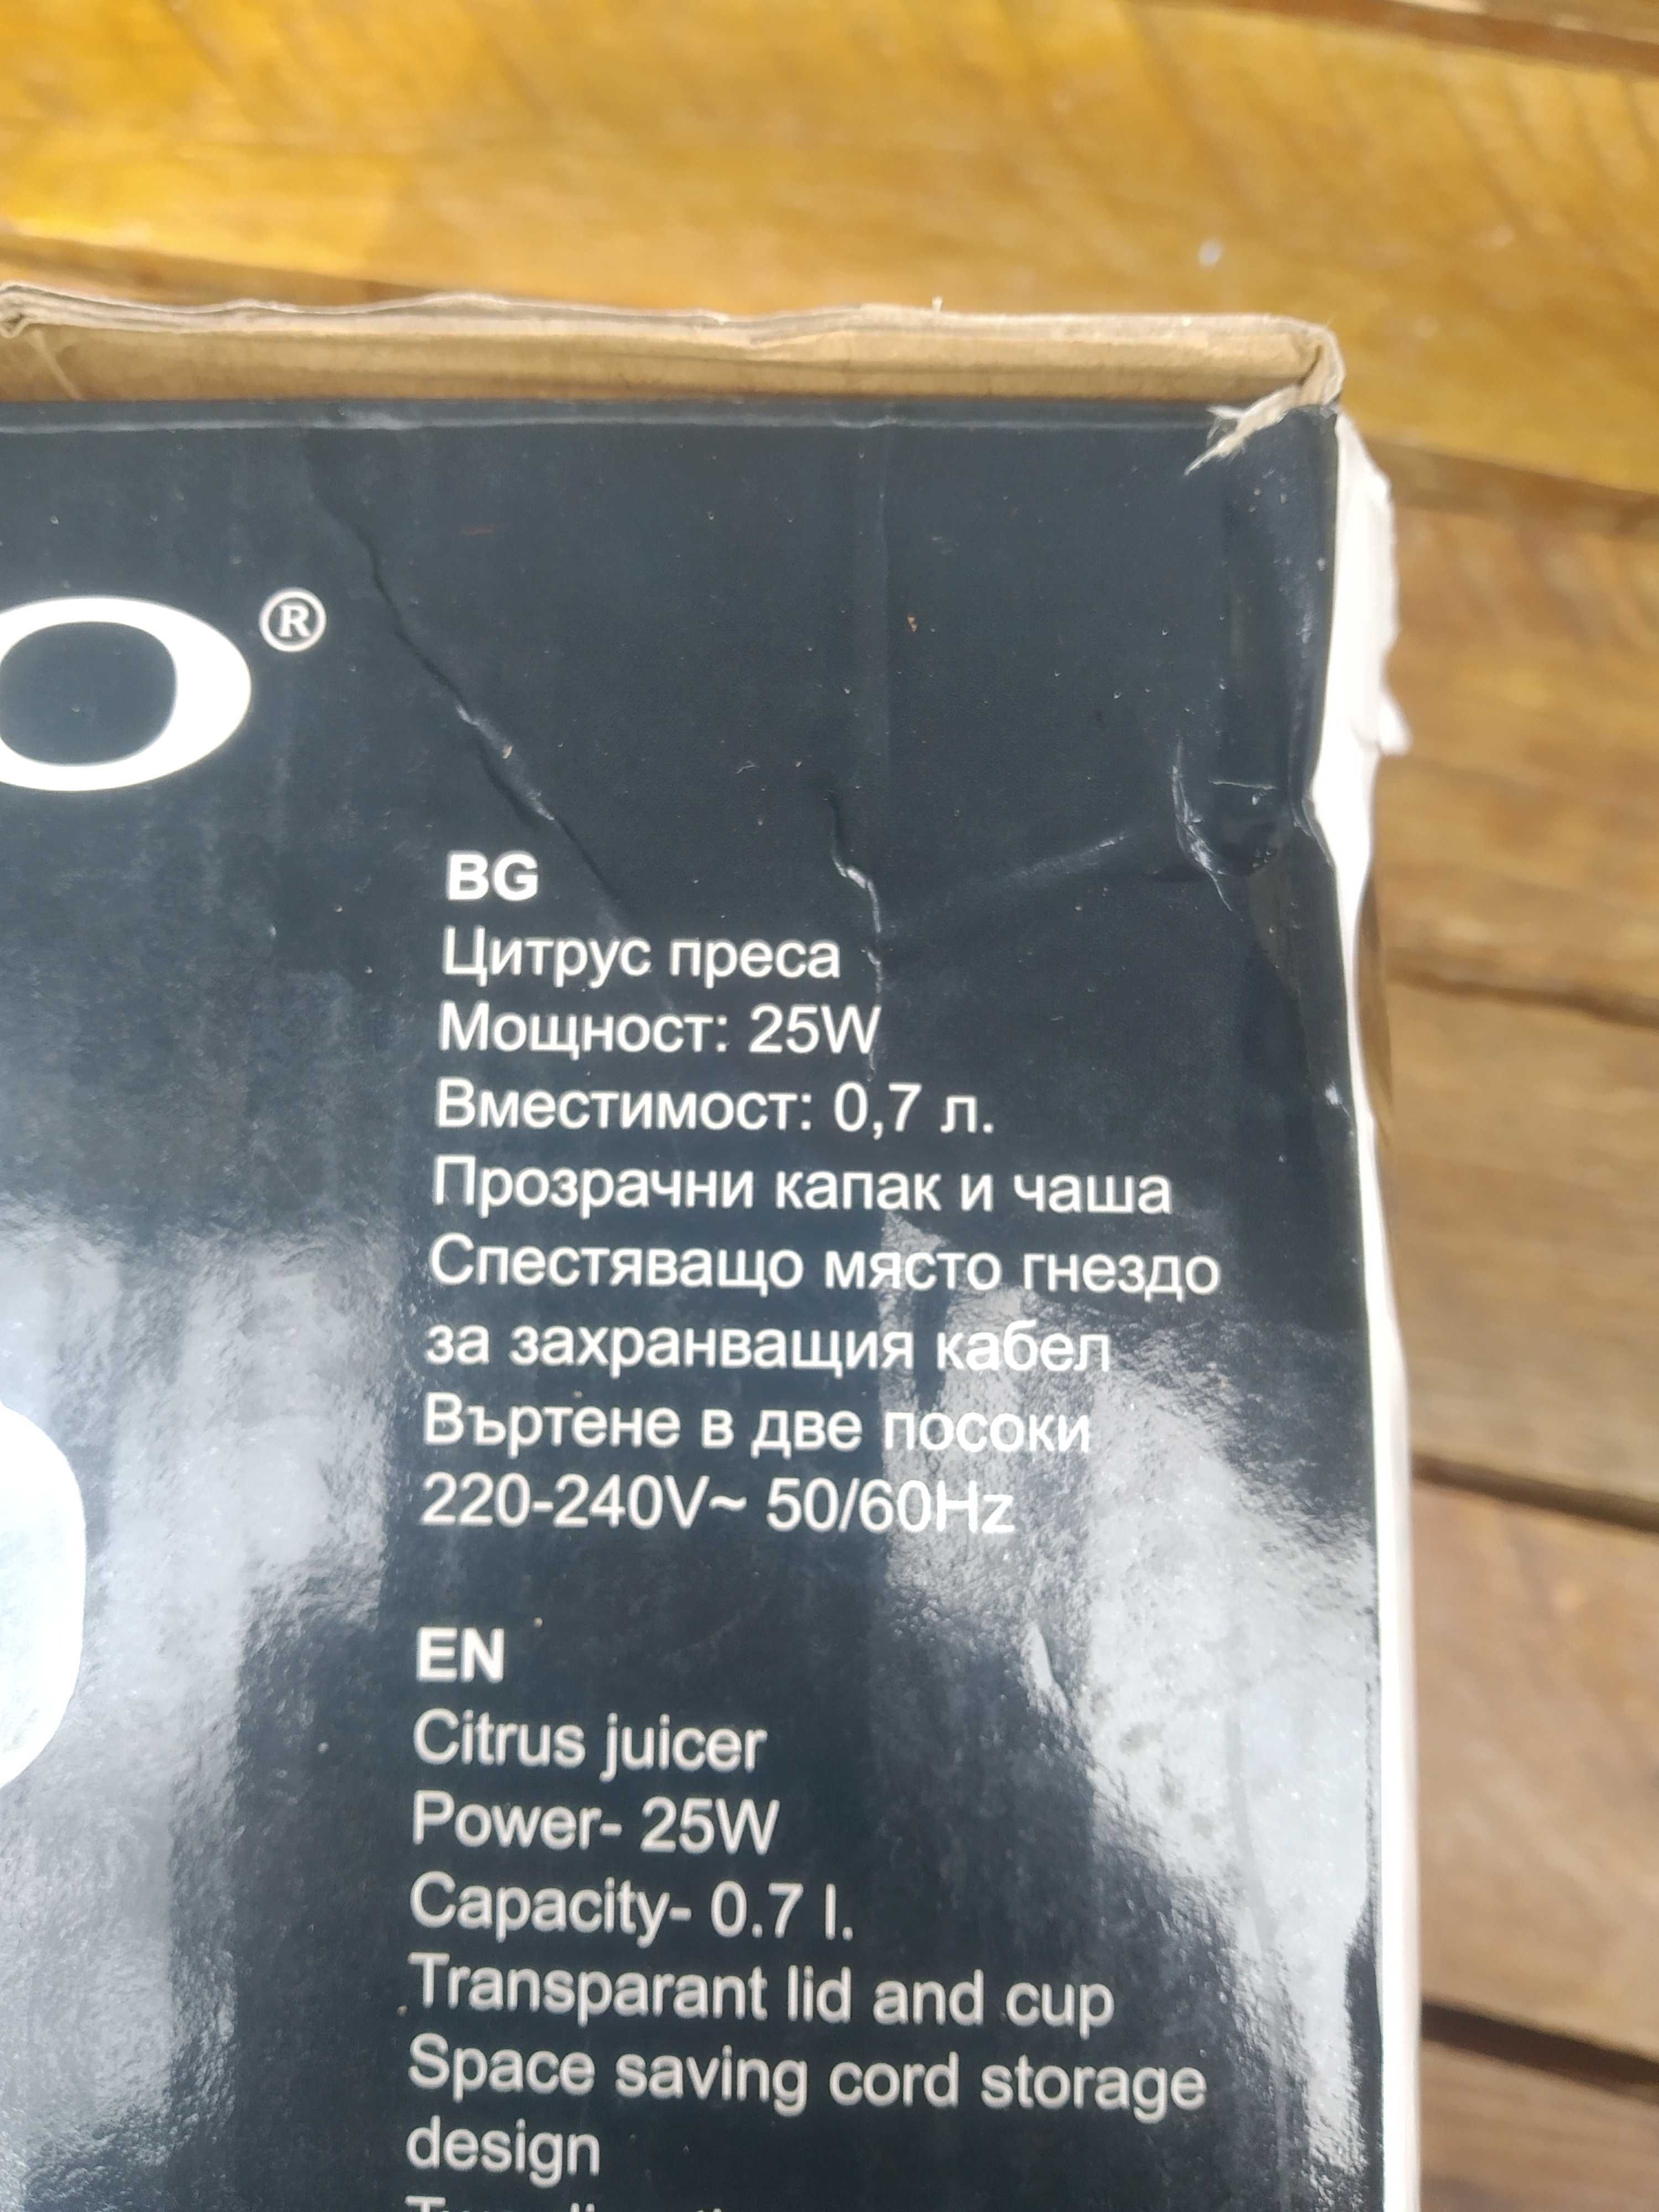 O®
BG
Цитрус преса
Мощност: 25W
Вместимост: 0,7 л.
Прозрачни капак и чаша
Спестяващо място гнездо
за захранващия кабел
Въртене в две посоки
220-240V~ 50/60Hz
EN
Citrus juicer
Power- 25W
Capacity- 0.7 l.
Transparant lid and cup
Space saving cord storage
design